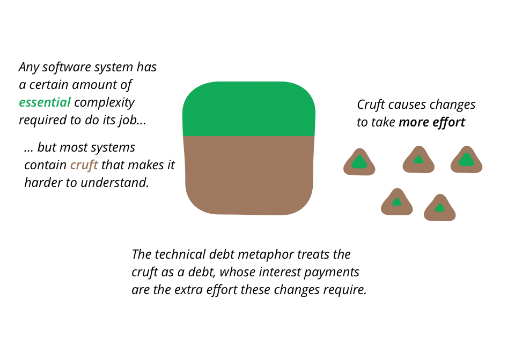 Any software system has
a certain amount of
essential complexity
required to do its job...
... but most systems
contain cruft that makes it
harder to understand.
Cruft causes changes
to take more effort
The technical debt metaphor treats the
cruft as a debt, whose interest payments
are the extra effort these changes require.